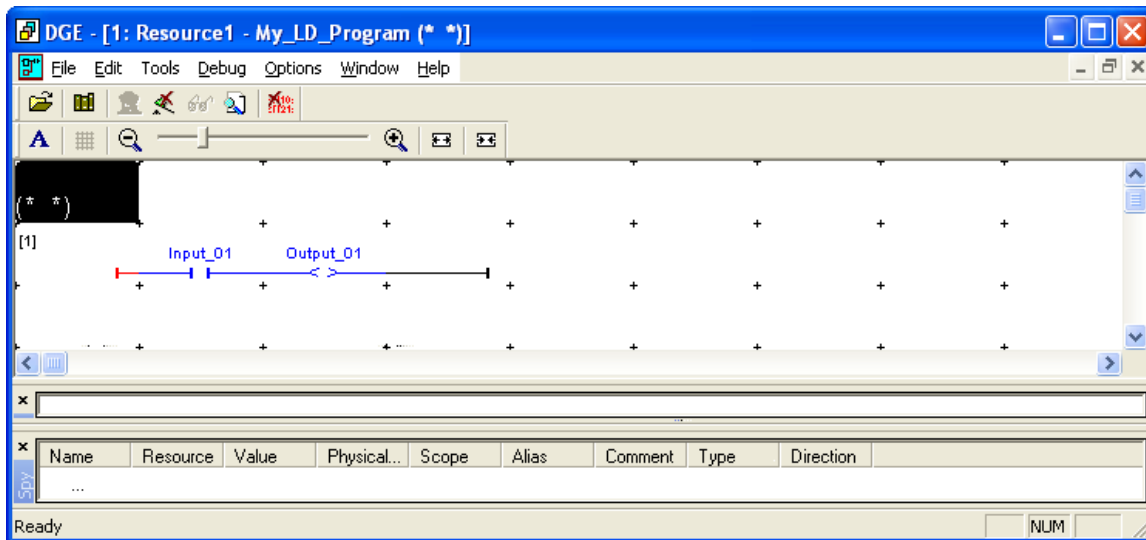 DGE - [1: Resource1 - My_LD_Program (* *)]
File Edit Tools Debug Options Window Help
A
(* *)
[1]
Input_01 Output_01
Name Resource Value Physical... Scope Alias Comment Type Direction
...
Spy
Ready NUM